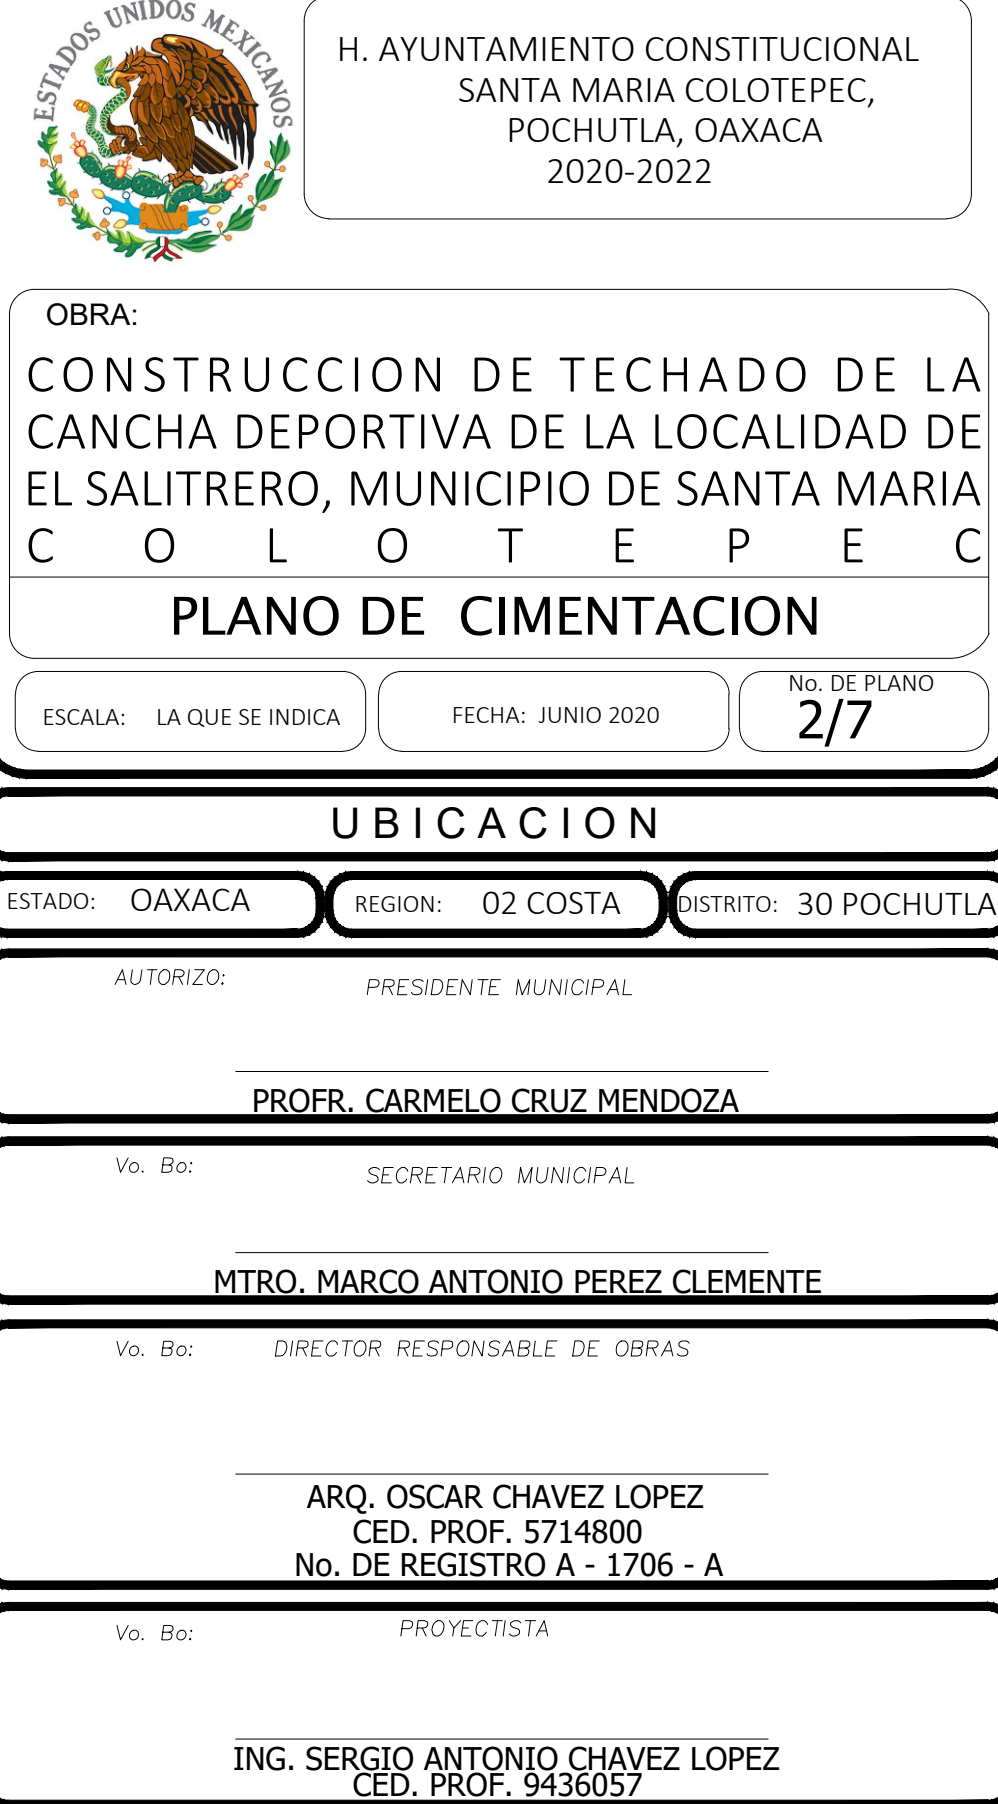 ESTADOS UNIDOS MEXICANOS
H. AYUNTAMIENTO CONSTITUCIONAL
SANTA MARIA COLOTEPEC,
POCHUTLA, OAXACA
2020-2022
OBRA:
CONSTRUCCION DE TECHADO DE LA
CANCHA DEPORTIVA DE LA LOCALIDAD DE
EL SALITRERO, MUNICIPIO DE SANTA MARIA
C O L O T E P E C
PLANO DE CIMENTACION
ESCALA: LA QUE SE INDICA
FECHA: JUNIO 2020
No. DE PLANO
2/7
U B I C A C I O N
ESTADO: OAXACA
REGION: 02 COSTA
DISTRITO: 30 POCHUTLA
AUTORIZO:
PRESIDENTE MUNICIPAL
PROFR. CARMELO CRUZ MENDOZA
Vo. Bo:
SECRETARIO MUNICIPAL
MTRO. MARCO ANTONIO PEREZ CLEMENTE
Vo. Bo:
DIRECTOR RESPONSABLE DE OBRAS
ARQ. OSCAR CHAVEZ LOPEZ
CED. PROF. 5714800
No. DE REGISTRO A - 1706 - A
Vo. Bo:
PROYECTISTA
ING. SERGIO ANTONIO CHAVEZ LOPEZ
CED. PROF. 9436057